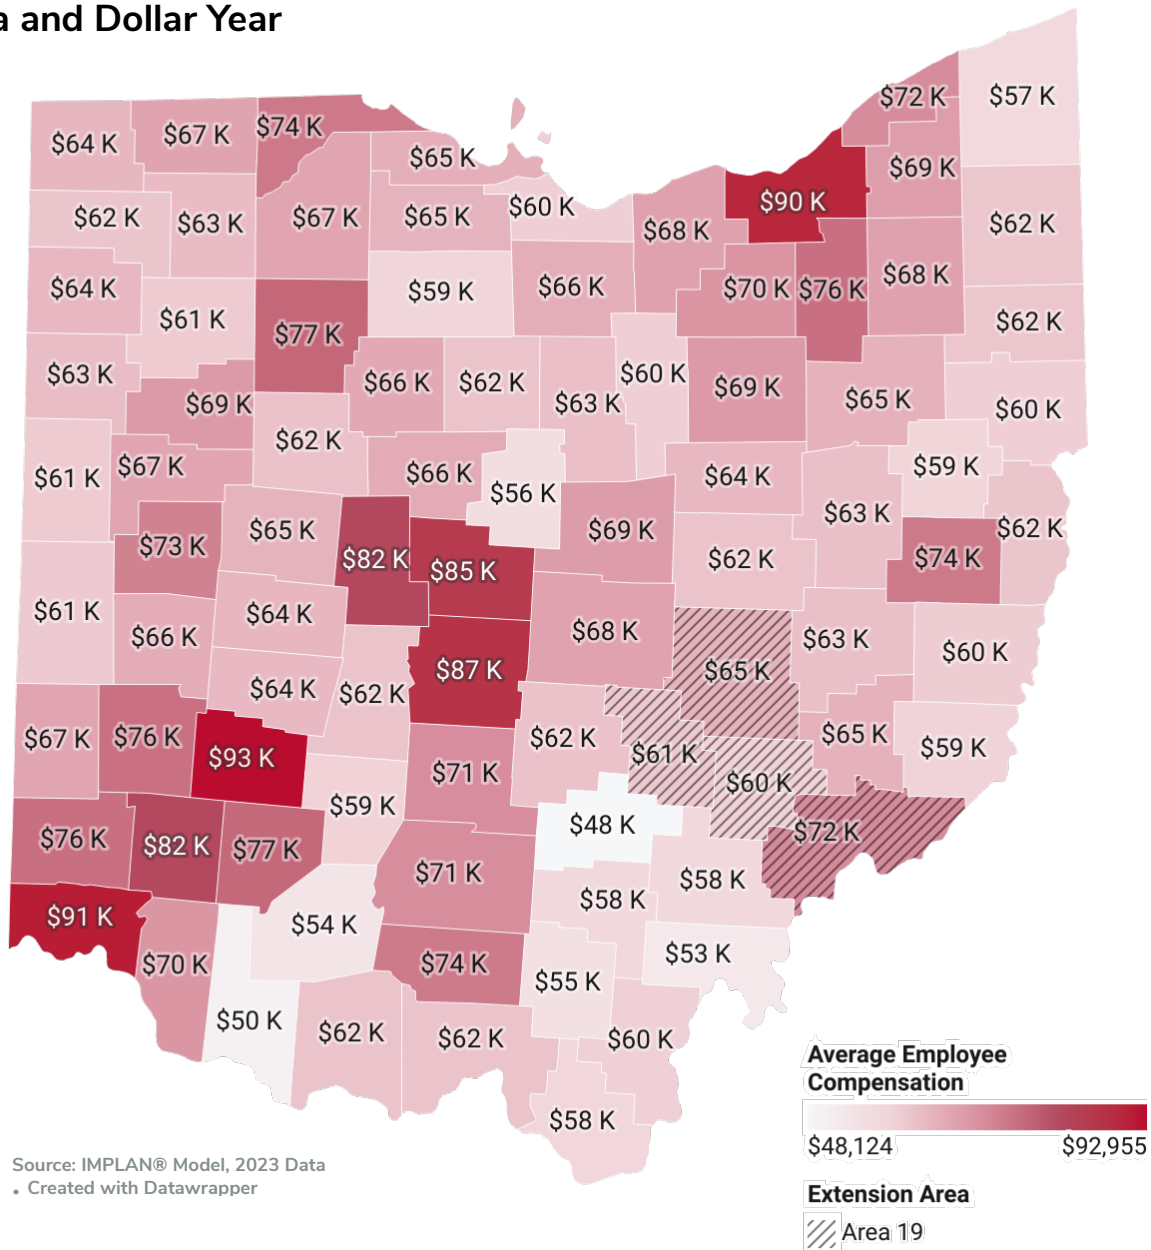 a and Dollar Year
$72 K
$57 K
$64 K
$67 K
$74 K
$65 K
$69 K
$90 K
$62 K
$63 K
$67 K
$65 K
$60 K
$68 K
$62 K
$64 K
$59 K
$66 K
$70 K
$76 K
$68 K
$61 K
$77 K
$62 K
$63 K
$66 K
$62 K
$60 K
$69 K
$69 K
$63 K
$65 K
$60 K
$62 K
$61 K
$67 K
$66 K
$56 K
$64 K
$59 K
$73 K
$65 K
$69 K
$63 K
$62 K
$82 K
$85 K
$62 K
$74 K
$61 K
$64 K
$66 K
$68 K
$63 K
$60 K
$64 K
$62 K
$87 K
$65 K
$67 K
$76 K
$93 K
$62 K
$61 K
$65 K
$59 K
$71 K
$60 K
$59 K
$76 K
$82 K
$77 K
$48 K
$72 K
$71 K
$58 K
$58 K
$91 K
$54 K
$53 K
$70 K
$74 K
$55 K
$50 K
$62 K
$62 K
$60 K
$58 K
Average Employee
Compensation
$48,124 $92,955
Source: IMPLAN® Model, 2023 Data
• Created with Datawrapper
Extension Area
Area 19